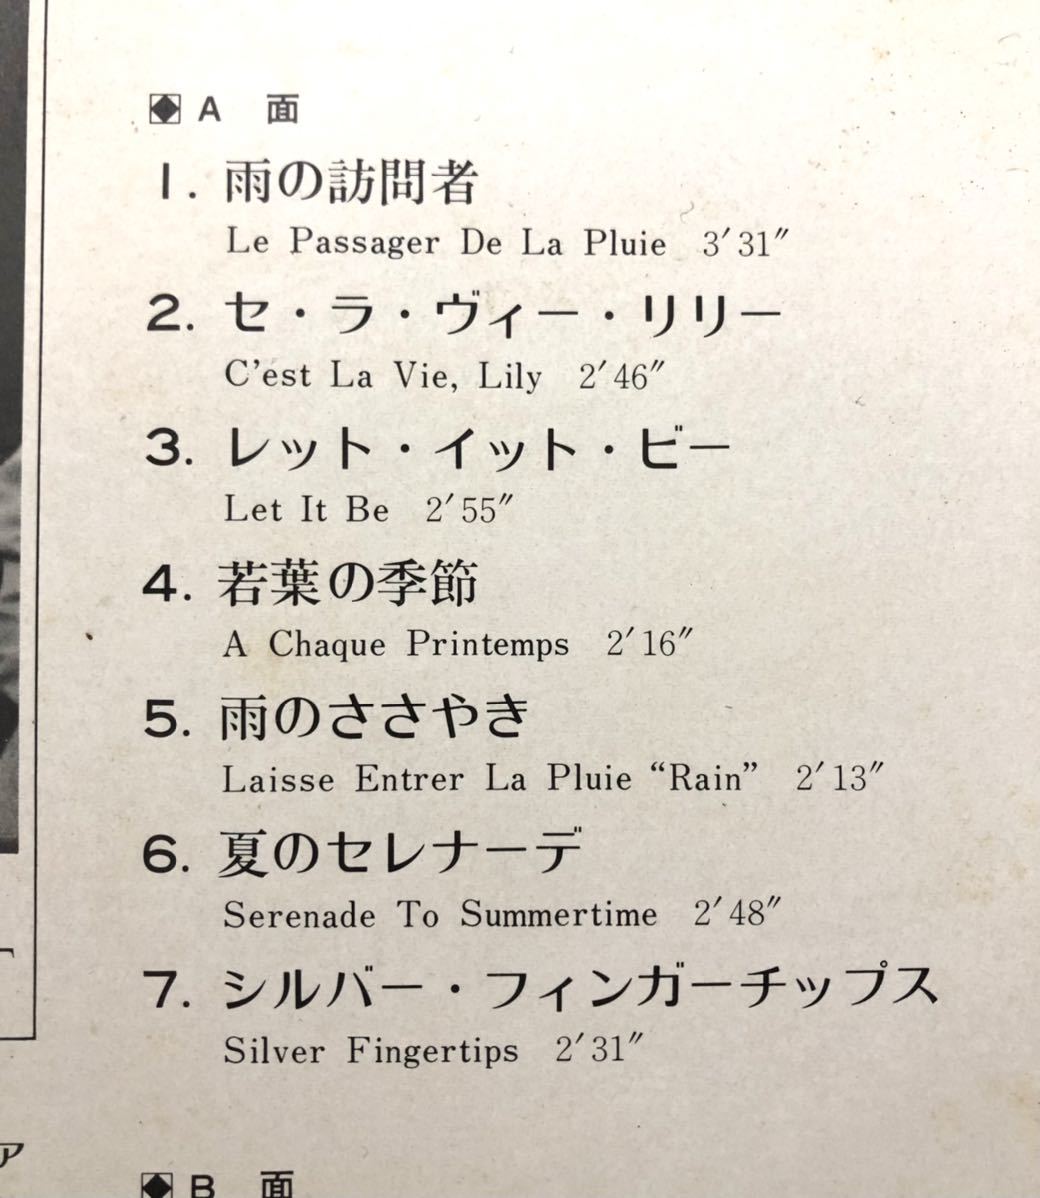 A 面
1. 雨の訪問者
Le Passager De La Pluie 3′31″
2. セ・ラ・ヴィー・リリー
C'est La Vie, Lily 2′46″
3. レット・イット・ビー
Let It Be 2′55″
4. 若葉の季節
A Chaque Printemps 2′16″
5. 雨のささやき
Laisse Entrer La Pluie “Rain” 2′13″
6. 夏のセレナーデ
Serenade To Summertime 2′48″
7. シルバー・フィンガーチップス
Silver Fingertips 2′31″
ア
B 面